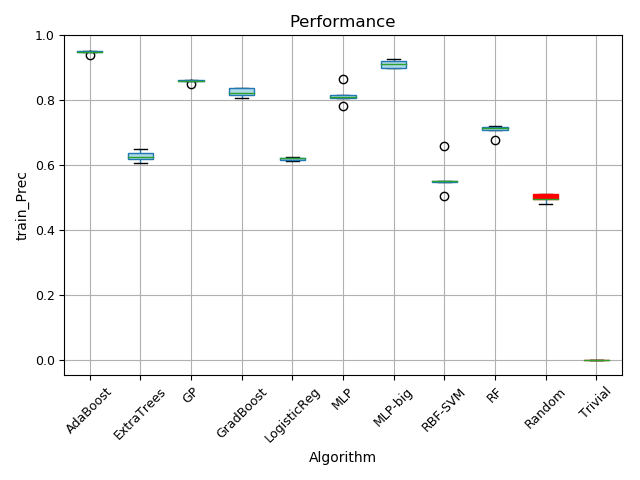 Performance
1.0
0.8
0.6
0.4
0.2
0.0
train_Prec
AdaBoost
ExtraTrees
GP
GradBoost
LogisticReg
MLP
MLP-big
RBF-SVM
RF
Random
Trivial
Algorithm